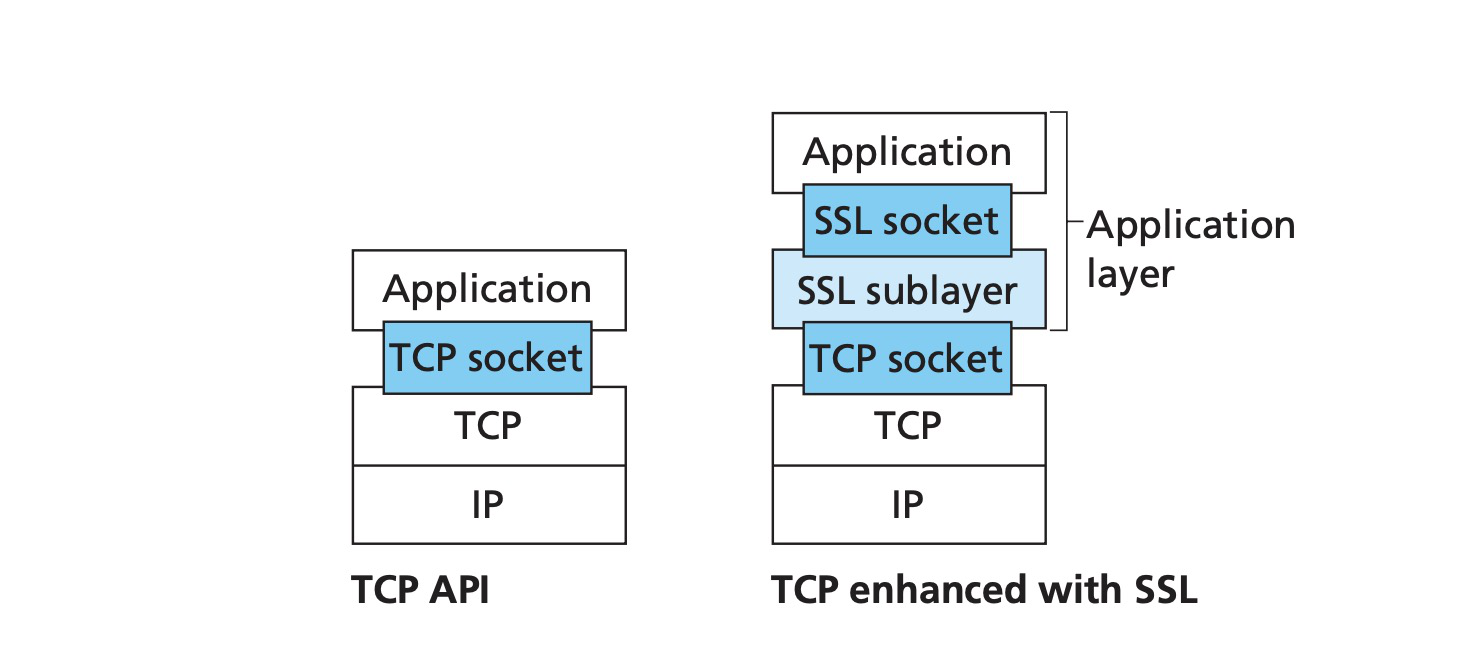 Application
TCP socket
TCP
IP
TCP API
Application
SSL socket
SSL sublayer
TCP socket
TCP
IP
TCP enhanced with SSL
Application
layer